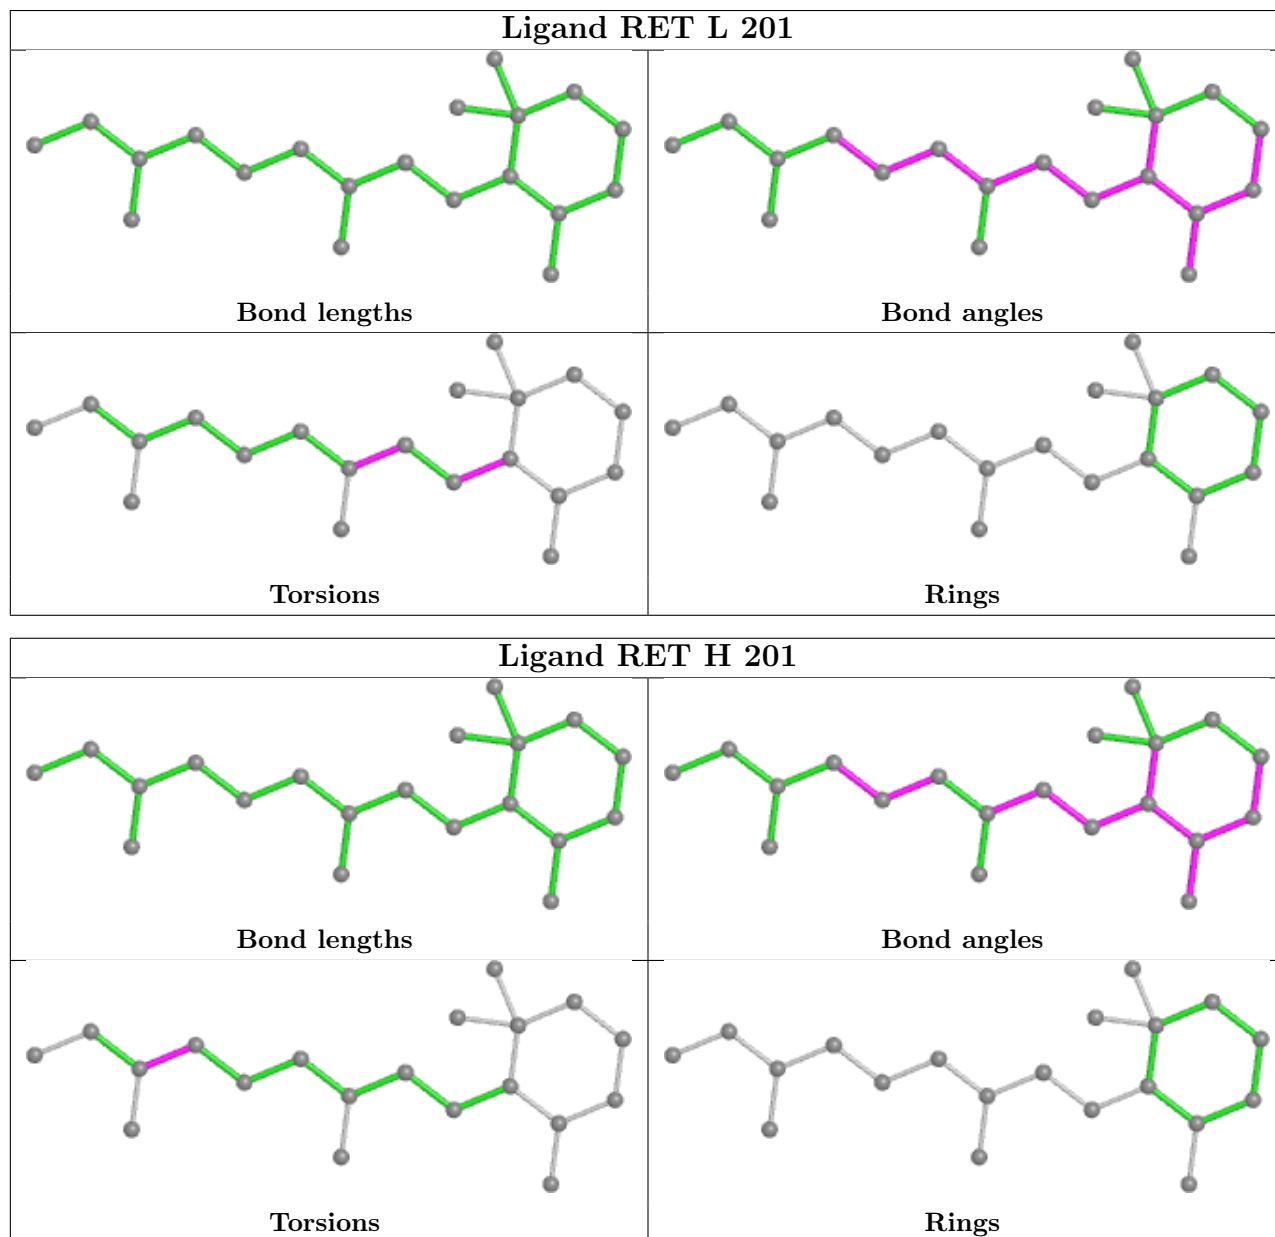 Ligand RET L 201
Bond lengths
Bond angles
Torsions
Rings
Ligand RET H 201
Bond lengths
Bond angles
Torsions
Rings